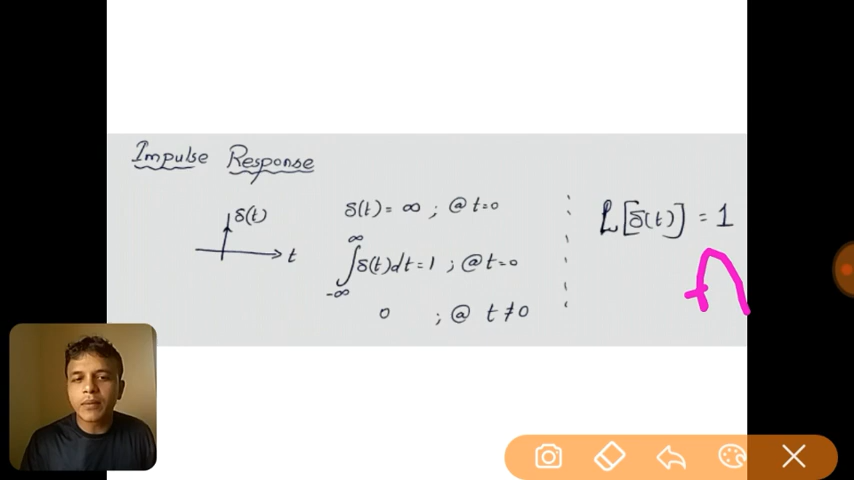 Impulse Response
δ(t)
t
δ(t) = ∞ ; @ t=0
∞
∫δ(t)dt = 1 ; @ t=0
-∞
0 ; @ t ≠ 0
L[δ(t)] = 1